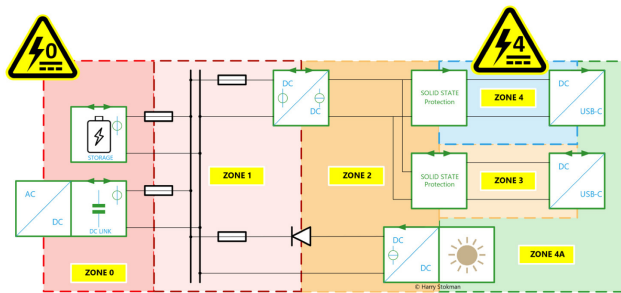 0
4
DC
DC
SOLID STATE
Protection
ZONE 4
DC
USB-C
STORAGE
ZONE 1
ZONE 2
SOLID STATE
Protection
ZONE 3
DC
USB-C
AC
DC
DC LINK
ZONE 0
DC
DC
ZONE 4A
© Harry Stokman